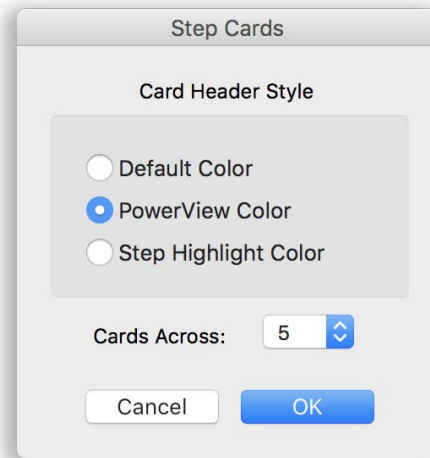 Step Cards
Card Header Style
Default Color
PowerView Color
Step Highlight Color
Cards Across: 5
Cancel OK